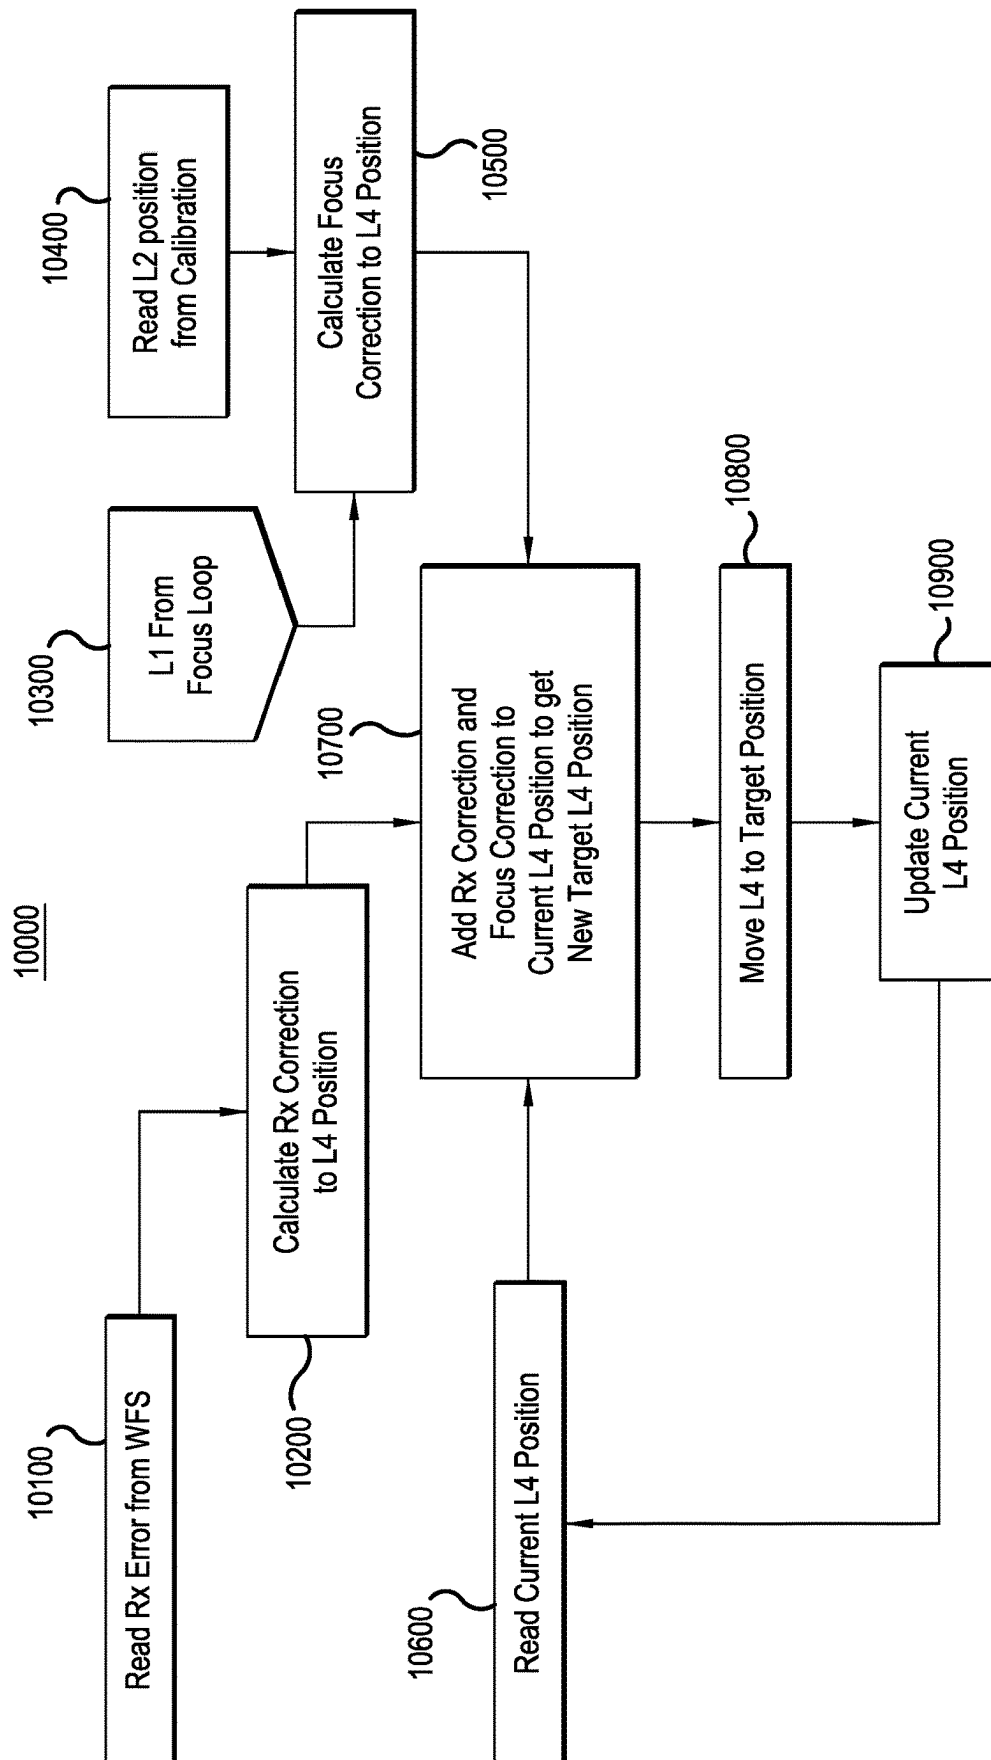 10000
10100
Read Rx Error from WFS
10200
Calculate Rx Correction
to L4 Position
10300
L1 From
Focus Loop
10400
Read L2 position
from Calibration
10500
Calculate Focus
Correction to L4 Position
10600
Read Current L4 Position
10700
Add Rx Correction and
Focus Correction to
Current L4 Position to get
New Target L4 Position
10800
Move L4 to Target Position
10900
Update Current
L4 Position